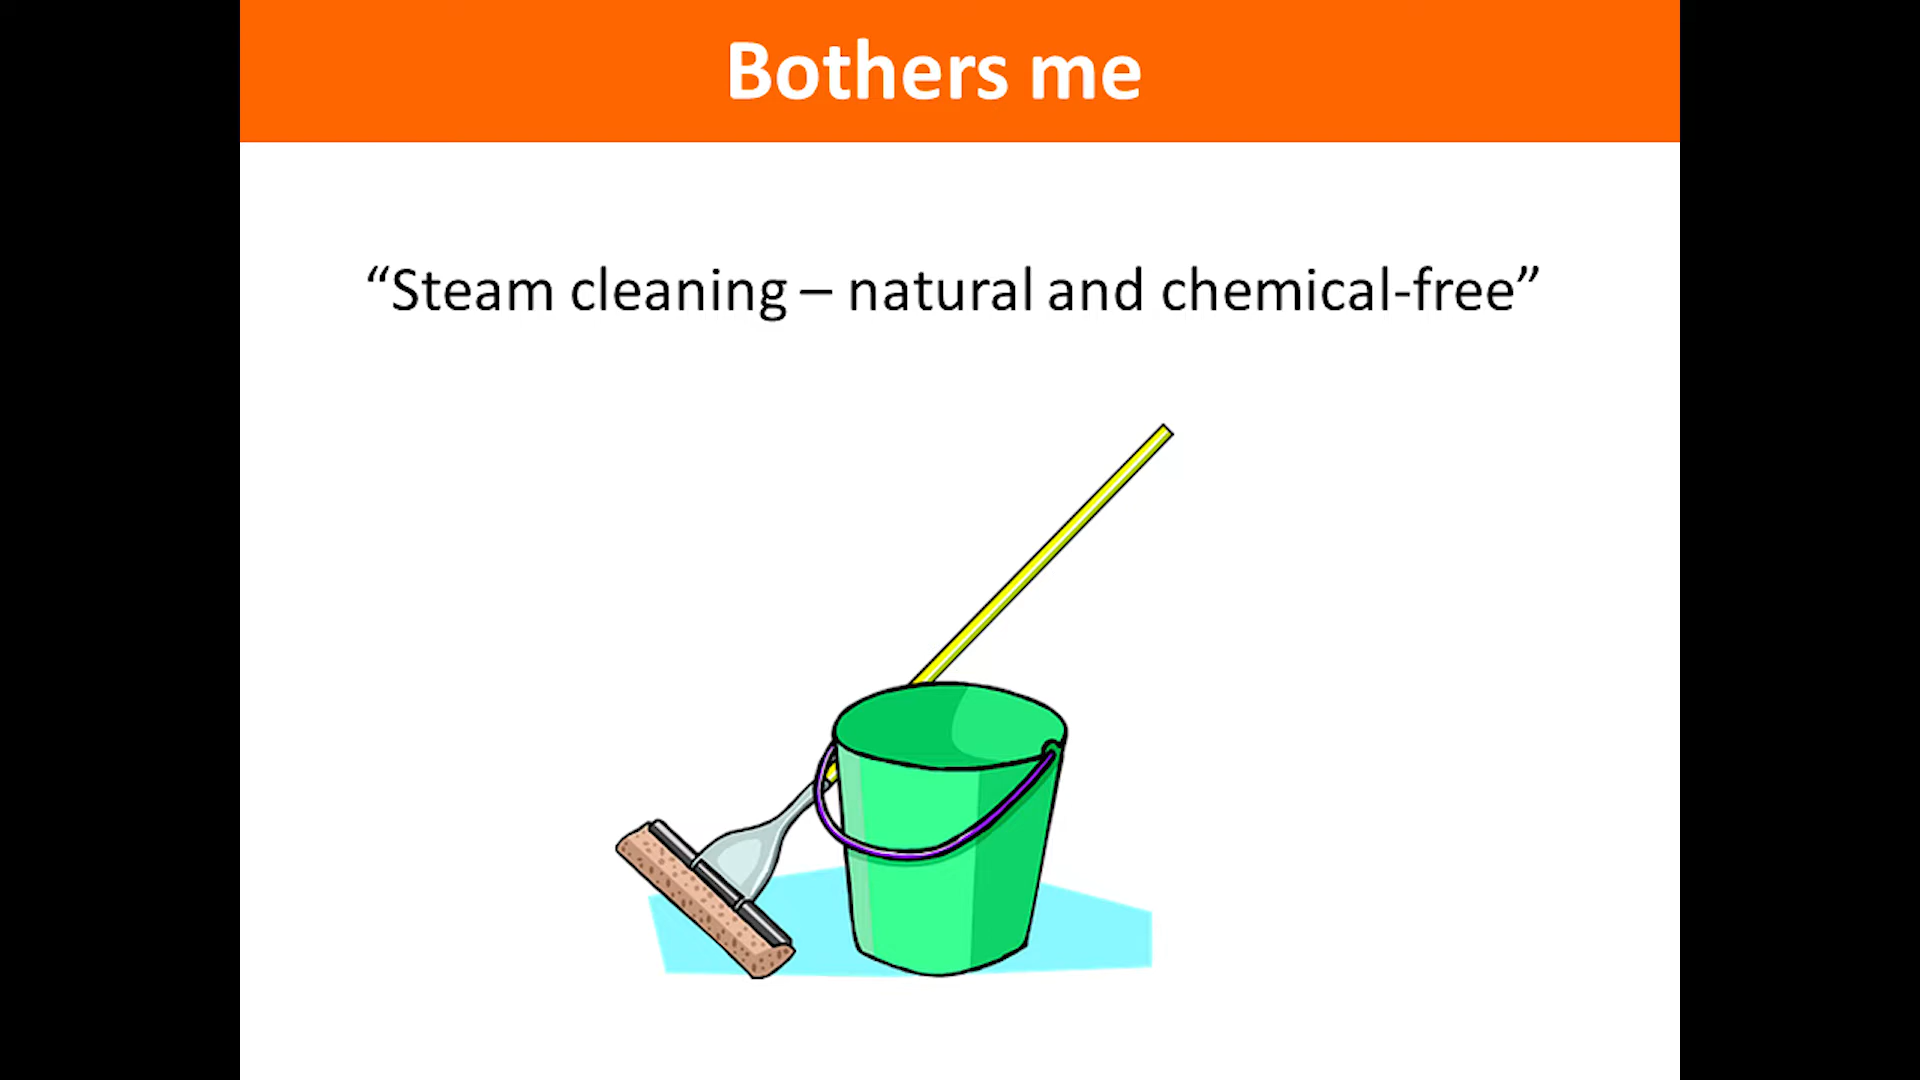 Bothers me
“Steam cleaning – natural and chemical-free”